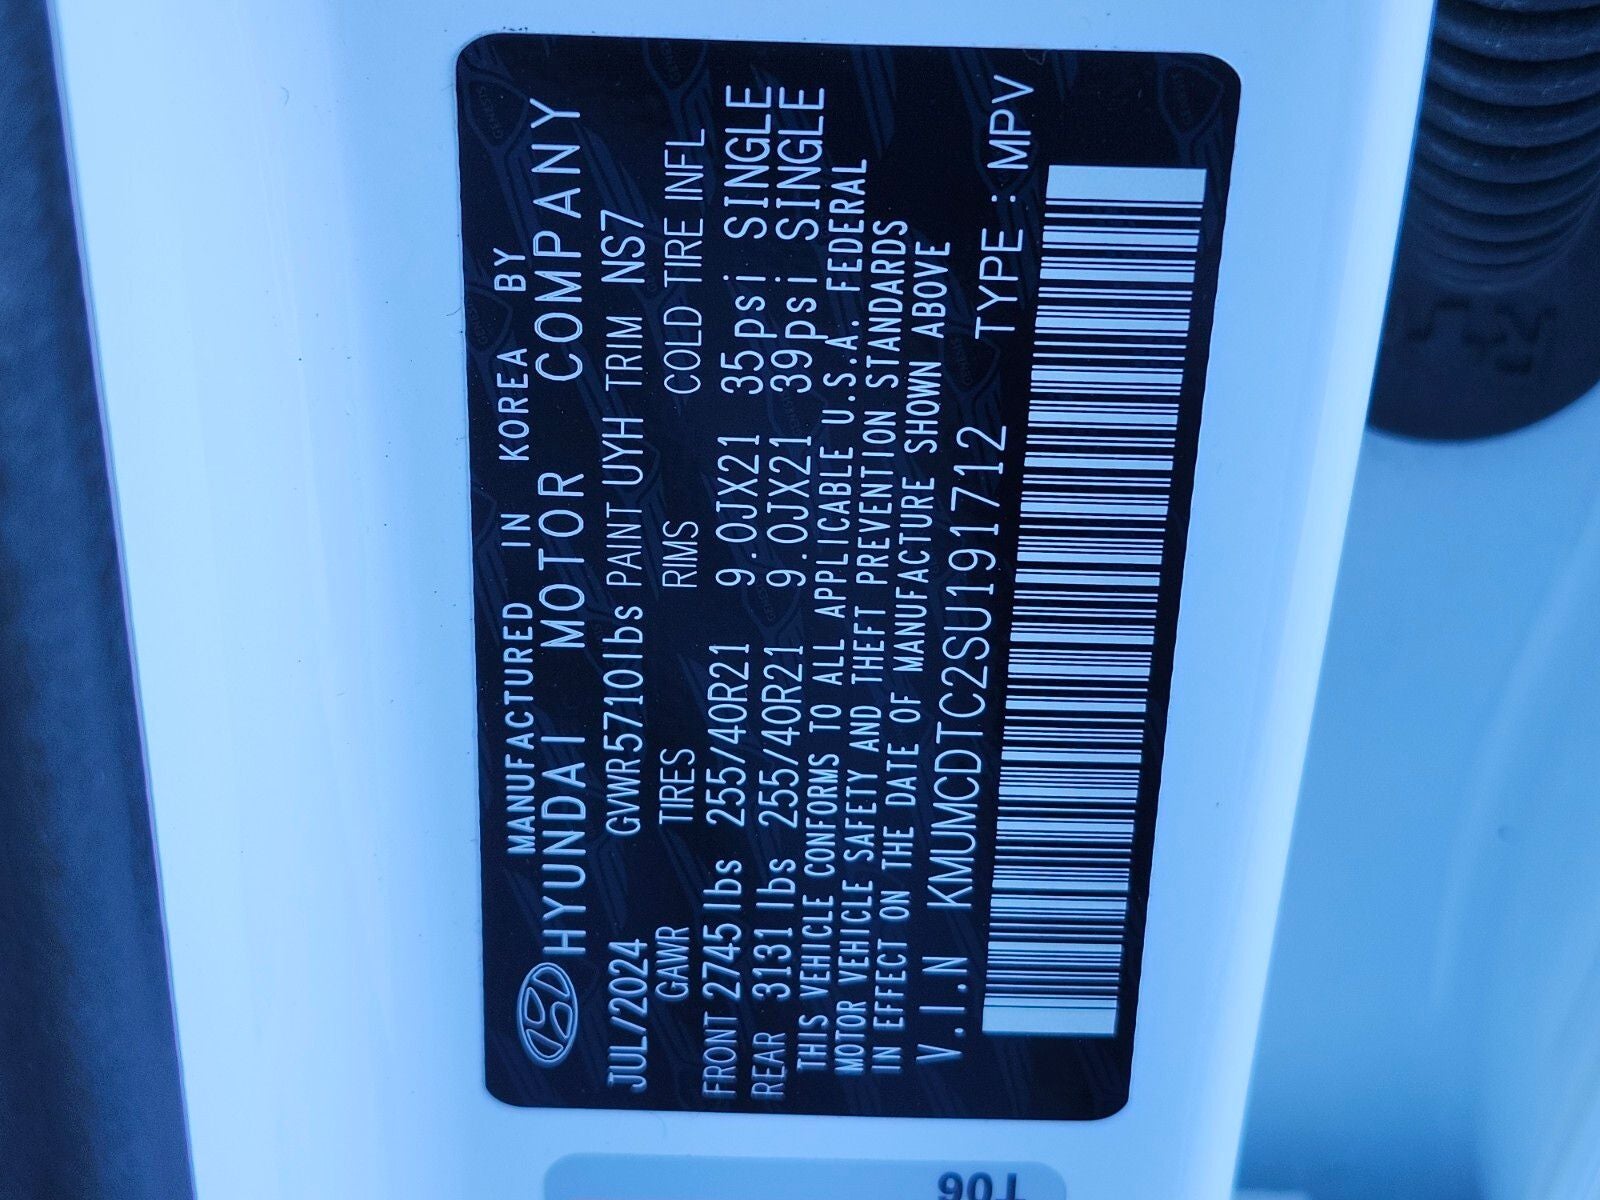 MANUFACTURED IN KOREA BY
HYUNDAI MOTOR COMPANY
JUL/2024 GVWR5710lbs PAINT UYH TRIM NS7
GAWR TIRES RIMS COLD TIRE INFL
FRONT 2745lbs 255/40R21 9.0JX21 35psi SINGLE
REAR 3131lbs 255/40R21 9.0JX21 39psi SINGLE
THIS VEHICLE CONFORMS TO ALL APPLICABLE U.S.A. FEDERAL
MOTOR VEHICLE SAFETY AND THEFT PREVENTION STANDARDS
IN EFFECT ON THE DATE OF MANUFACTURE SHOWN ABOVE
V.I.N KMUMCDTC2SU191712 TYPE:MPV
T06